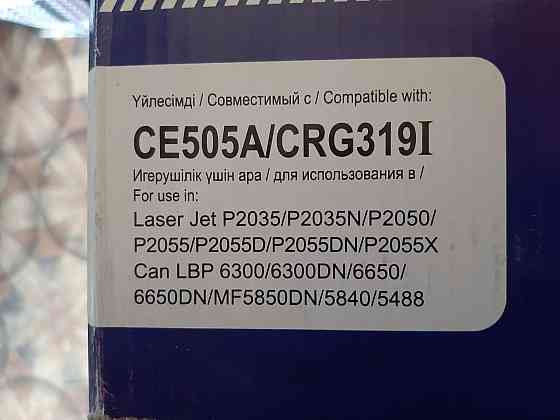 Үйлесімді / Совместимый с / Compatible with:
CE505A/CRG319I
Игерушілік үшін ара / для использования в /
For use in:
Laser Jet P2035/P2035N/P2050/
P2055/P2055D/P2055DN/P2055X
Can LBP 6300/6300DN/6650/
6650DN/MF5850DN/5840/5488